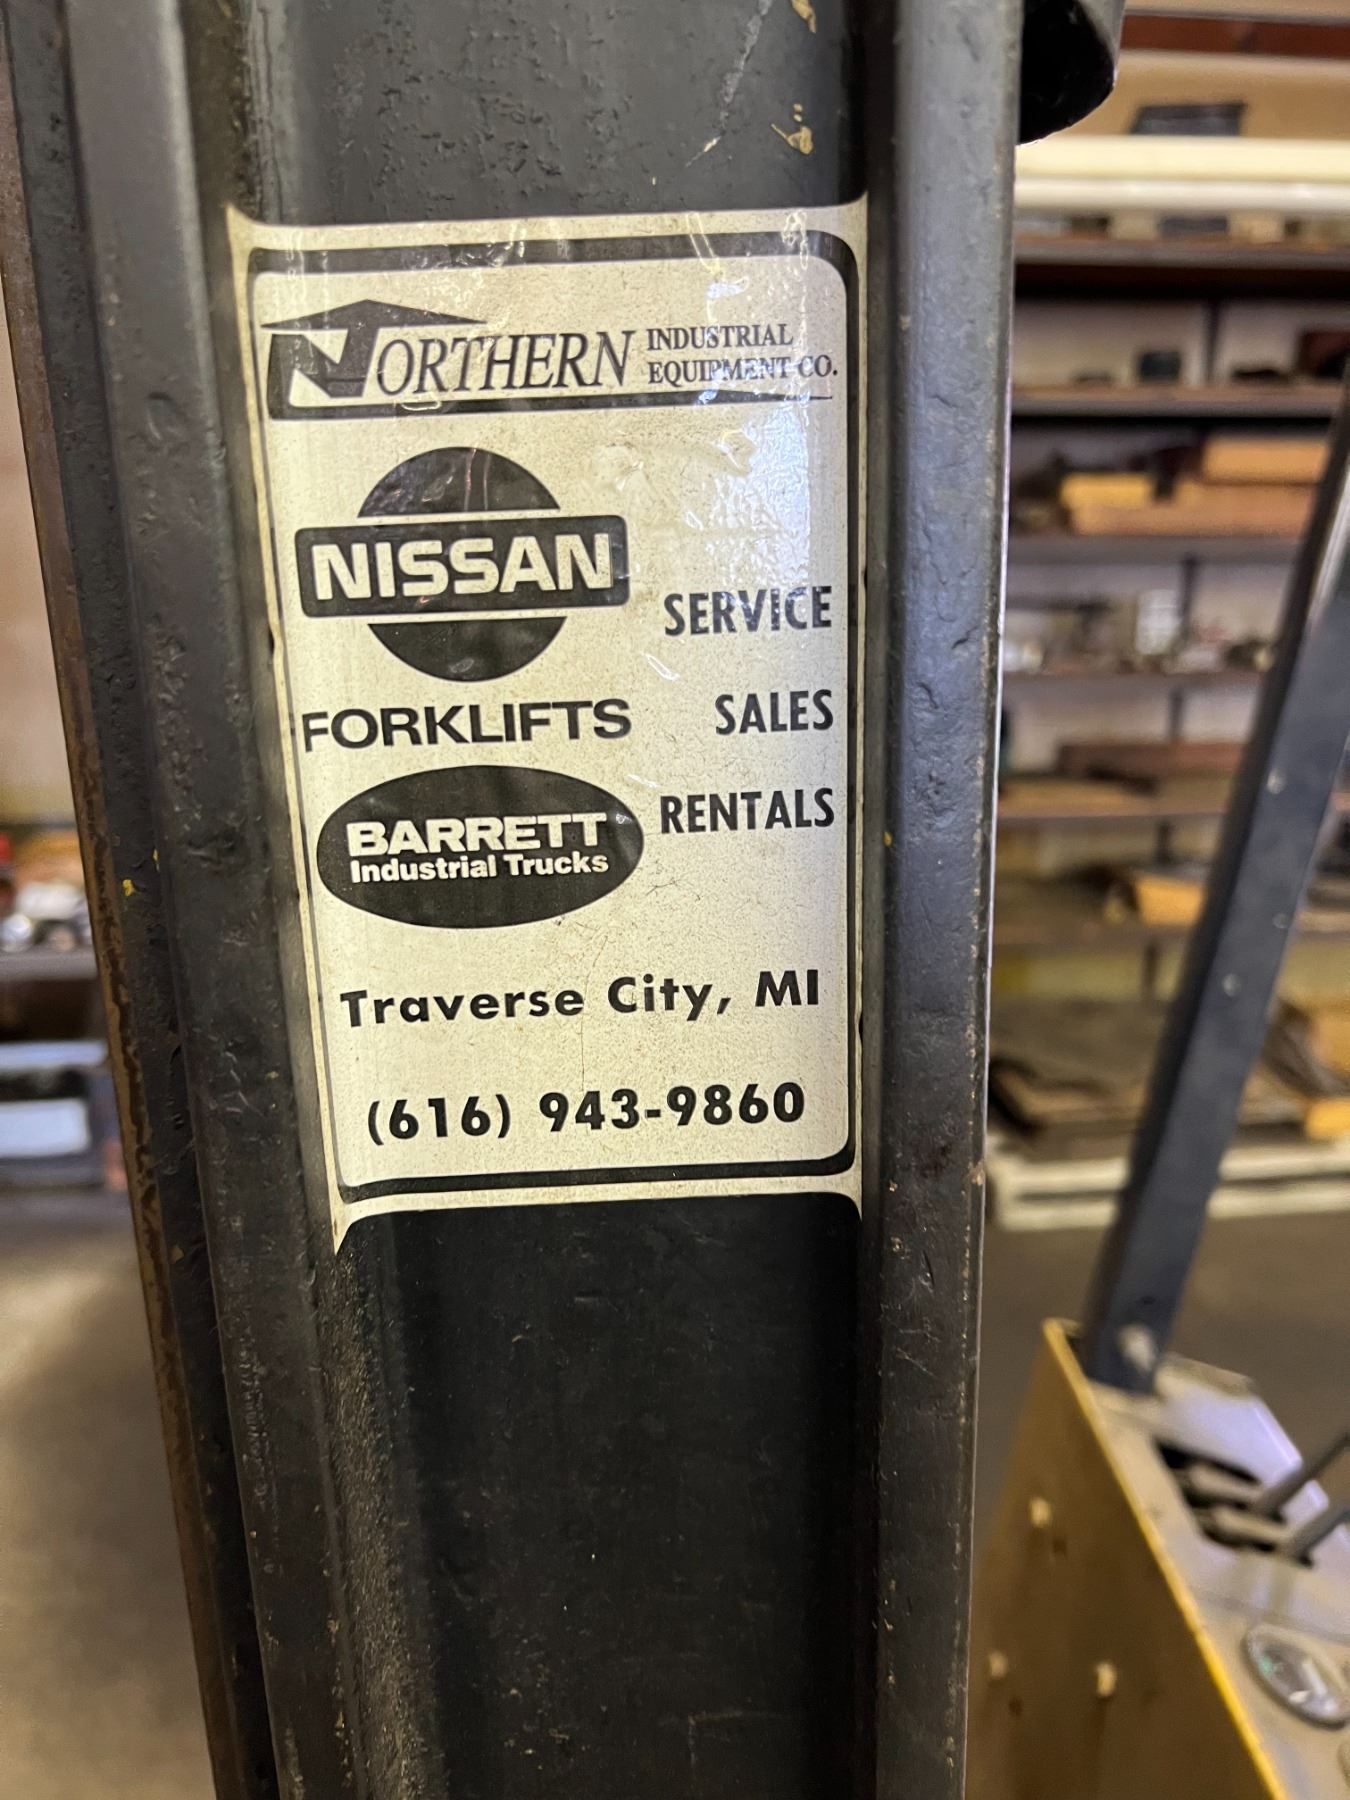 NORTHERN INDUSTRIAL
EQUIPMENT CO.
NISSAN
FORKLIFTS
BARRETT
Industrial Trucks
SERVICE
SALES
RENTALS
Traverse City, MI
(616) 943-9860